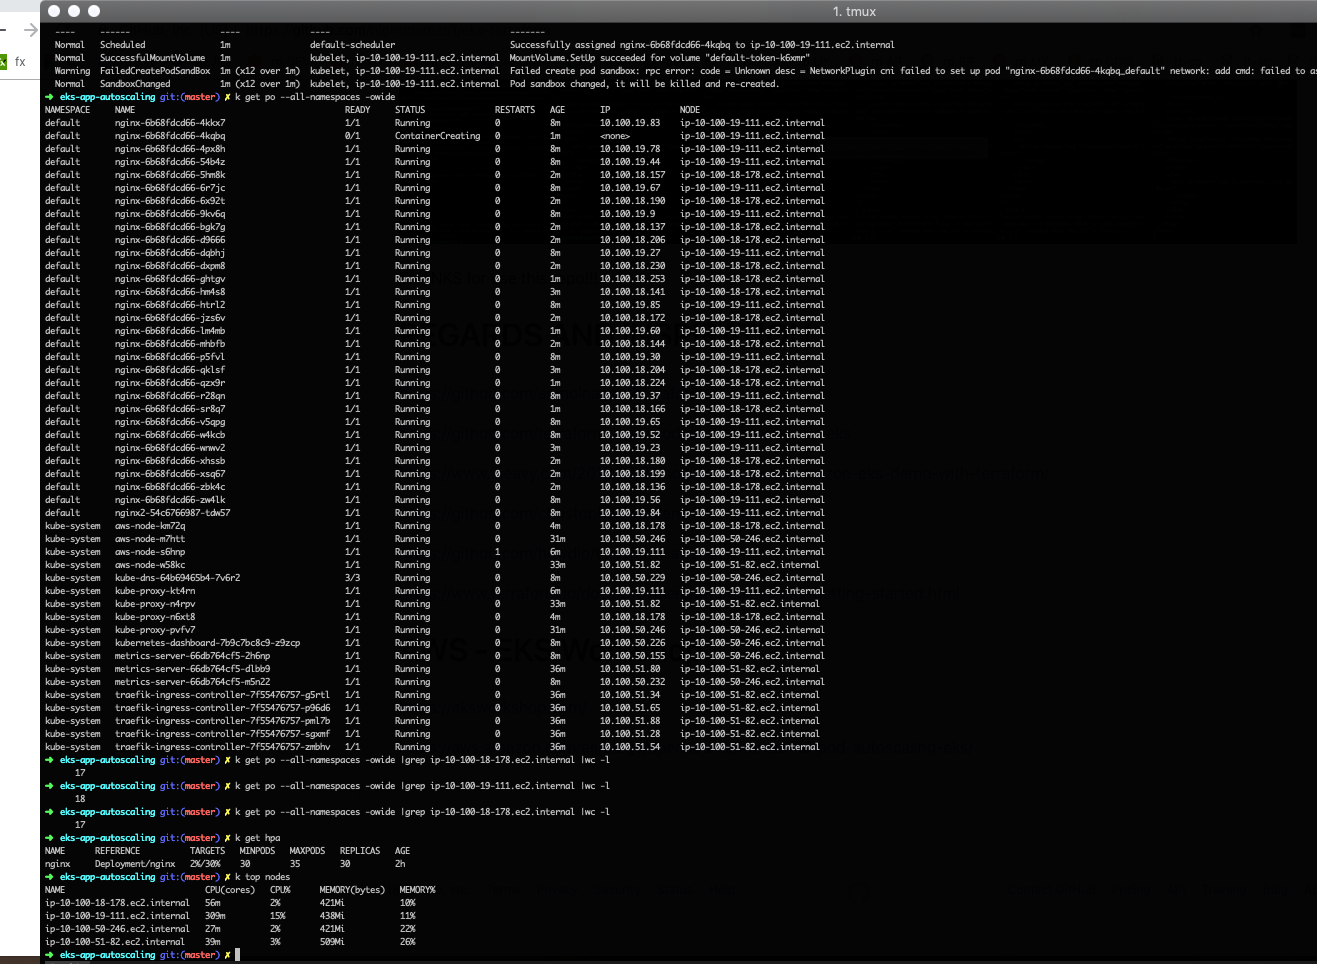 1. tmux
fx
---- ------ ---- ---- -------
Normal Scheduled 1m default-scheduler Successfully assigned nginx-6b68fdcd66-4kqbq to ip-10-100-19-111.ec2.internal
Normal SuccessfulMountVolume 1m kubelet, ip-10-100-19-111.ec2.internal MountVolume.SetUp succeeded for volume "default-token-k6xmr"
Warning FailedCreatePodSandBox 1m (x12 over 1m) kubelet, ip-10-100-19-111.ec2.internal Failed create pod sandbox: rpc error: code = Unknown desc = NetworkPlugin cni failed to set up pod "nginx-6b68fdcd66-4kqbq_default" network: add cmd: failed to as
Normal SandboxChanged 1m (x12 over 1m) kubelet, ip-10-100-19-111.ec2.internal Pod sandbox changed, it will be killed and re-created.
➜ eks-app-autoscaling git:(master) ✗ k get po --all-namespaces -owide
NAMESPACE NAME READY STATUS RESTARTS AGE IP NODE
default nginx-6b68fdcd66-4kkx7 1/1 Running 0 8m 10.100.19.83 ip-10-100-19-111.ec2.internal
default nginx-6b68fdcd66-4kqbq 0/1 ContainerCreating 0 1m <none> ip-10-100-19-111.ec2.internal
default nginx-6b68fdcd66-4px8h 1/1 Running 0 8m 10.100.19.78 ip-10-100-19-111.ec2.internal
default nginx-6b68fdcd66-54b4z 1/1 Running 0 8m 10.100.19.44 ip-10-100-19-111.ec2.internal
default nginx-6b68fdcd66-5hm8k 1/1 Running 0 2m 10.100.18.157 ip-10-100-18-178.ec2.internal
default nginx-6b68fdcd66-6r7jc 1/1 Running 0 8m 10.100.19.67 ip-10-100-19-111.ec2.internal
default nginx-6b68fdcd66-6x92t 1/1 Running 0 2m 10.100.18.190 ip-10-100-18-178.ec2.internal
default nginx-6b68fdcd66-9kv6q 1/1 Running 0 8m 10.100.19.9 ip-10-100-19-111.ec2.internal
default nginx-6b68fdcd66-bgk7g 1/1 Running 0 2m 10.100.18.137 ip-10-100-18-178.ec2.internal
default nginx-6b68fdcd66-d9666 1/1 Running 0 2m 10.100.18.206 ip-10-100-18-178.ec2.internal
default nginx-6b68fdcd66-dqbhj 1/1 Running 0 8m 10.100.19.27 ip-10-100-19-111.ec2.internal
default nginx-6b68fdcd66-dxpm8 1/1 Running 0 2m 10.100.18.230 ip-10-100-18-178.ec2.internal
default nginx-6b68fdcd66-ghtgv 1/1 Running 0 1m 10.100.18.253 ip-10-100-18-178.ec2.internal
default nginx-6b68fdcd66-hm4s8 1/1 Running 0 3m 10.100.18.141 ip-10-100-18-178.ec2.internal
default nginx-6b68fdcd66-htrl2 1/1 Running 0 8m 10.100.19.85 ip-10-100-19-111.ec2.internal
default nginx-6b68fdcd66-jzs6v 1/1 Running 0 2m 10.100.18.172 ip-10-100-18-178.ec2.internal
default nginx-6b68fdcd66-lm4mb 1/1 Running 0 1m 10.100.19.60 ip-10-100-19-111.ec2.internal
default nginx-6b68fdcd66-mhbfb 1/1 Running 0 2m 10.100.18.144 ip-10-100-18-178.ec2.internal
default nginx-6b68fdcd66-p5fvl 1/1 Running 0 8m 10.100.19.30 ip-10-100-19-111.ec2.internal
default nginx-6b68fdcd66-qklsf 1/1 Running 0 3m 10.100.18.204 ip-10-100-18-178.ec2.internal
default nginx-6b68fdcd66-qzx9r 1/1 Running 0 1m 10.100.18.224 ip-10-100-18-178.ec2.internal
default nginx-6b68fdcd66-r28qn 1/1 Running 0 8m 10.100.19.37 ip-10-100-19-111.ec2.internal
default nginx-6b68fdcd66-sr8q7 1/1 Running 0 1m 10.100.18.166 ip-10-100-18-178.ec2.internal
default nginx-6b68fdcd66-v5qpg 1/1 Running 0 8m 10.100.19.65 ip-10-100-19-111.ec2.internal
default nginx-6b68fdcd66-w4kcb 1/1 Running 0 8m 10.100.19.52 ip-10-100-19-111.ec2.internal
default nginx-6b68fdcd66-wnwv2 1/1 Running 0 3m 10.100.19.23 ip-10-100-19-111.ec2.internal
default nginx-6b68fdcd66-xhssb 1/1 Running 0 2m 10.100.18.180 ip-10-100-18-178.ec2.internal
default nginx-6b68fdcd66-xsq67 1/1 Running 0 2m 10.100.18.199 ip-10-100-18-178.ec2.internal
default nginx-6b68fdcd66-zbk4c 1/1 Running 0 2m 10.100.18.136 ip-10-100-18-178.ec2.internal
default nginx-6b68fdcd66-zw4lk 1/1 Running 0 8m 10.100.19.56 ip-10-100-19-111.ec2.internal
default nginx2-54c6766987-tdw57 1/1 Running 0 8m 10.100.19.84 ip-10-100-19-111.ec2.internal
kube-system aws-node-km72q 1/1 Running 0 4m 10.100.18.178 ip-10-100-18-178.ec2.internal
kube-system aws-node-m7htt 1/1 Running 0 31m 10.100.50.246 ip-10-100-50-246.ec2.internal
kube-system aws-node-s6hnp 1/1 Running 1 6m 10.100.19.111 ip-10-100-19-111.ec2.internal
kube-system aws-node-w58kc 1/1 Running 0 33m 10.100.51.82 ip-10-100-51-82.ec2.internal
kube-system kube-dns-64b69465b4-7v6r2 3/3 Running 0 8m 10.100.50.229 ip-10-100-50-246.ec2.internal
kube-system kube-proxy-kt4rn 1/1 Running 0 6m 10.100.19.111 ip-10-100-19-111.ec2.internal
kube-system kube-proxy-n4rpv 1/1 Running 0 33m 10.100.51.82 ip-10-100-51-82.ec2.internal
kube-system kube-proxy-n6xt8 1/1 Running 0 4m 10.100.18.178 ip-10-100-18-178.ec2.internal
kube-system kube-proxy-pvfv7 1/1 Running 0 31m 10.100.50.246 ip-10-100-50-246.ec2.internal
kube-system kubernetes-dashboard-7b9c7bc8c9-z9zcp 1/1 Running 0 8m 10.100.50.226 ip-10-100-50-246.ec2.internal
kube-system metrics-server-66db764cf5-2h6np 1/1 Running 0 8m 10.100.50.155 ip-10-100-50-246.ec2.internal
kube-system metrics-server-66db764cf5-dlbb9 1/1 Running 0 36m 10.100.51.80 ip-10-100-51-82.ec2.internal
kube-system metrics-server-66db764cf5-m5n22 1/1 Running 0 8m 10.100.50.232 ip-10-100-50-246.ec2.internal
kube-system traefik-ingress-controller-7f55476757-g5rtl 1/1 Running 0 36m 10.100.51.34 ip-10-100-51-82.ec2.internal
kube-system traefik-ingress-controller-7f55476757-p96d6 1/1 Running 0 36m 10.100.51.65 ip-10-100-51-82.ec2.internal
kube-system traefik-ingress-controller-7f55476757-pml7b 1/1 Running 0 36m 10.100.51.88 ip-10-100-51-82.ec2.internal
kube-system traefik-ingress-controller-7f55476757-sgxmf 1/1 Running 0 36m 10.100.51.28 ip-10-100-51-82.ec2.internal
kube-system traefik-ingress-controller-7f55476757-zmbhv 1/1 Running 0 36m 10.100.51.54 ip-10-100-51-82.ec2.internal
➜ eks-app-autoscaling git:(master) ✗ k get po --all-namespaces -owide |grep ip-10-100-18-178.ec2.internal |wc -l
17
➜ eks-app-autoscaling git:(master) ✗ k get po --all-namespaces -owide |grep ip-10-100-19-111.ec2.internal |wc -l
18
➜ eks-app-autoscaling git:(master) ✗ k get po --all-namespaces -owide |grep ip-10-100-18-178.ec2.internal |wc -l
17
➜ eks-app-autoscaling git:(master) ✗ k get hpa
NAME REFERENCE TARGETS MINPODS MAXPODS REPLICAS AGE
nginx Deployment/nginx 2%/30% 30 35 30 2h
➜ eks-app-autoscaling git:(master) ✗ k top nodes
NAME CPU(cores) CPU% MEMORY(bytes) MEMORY%
ip-10-100-18-178.ec2.internal 56m 2% 421Mi 10%
ip-10-100-19-111.ec2.internal 309m 15% 438Mi 11%
ip-10-100-50-246.ec2.internal 27m 2% 421Mi 22%
ip-10-100-51-82.ec2.internal 39m 3% 509Mi 26%
➜ eks-app-autoscaling git:(master) ✗